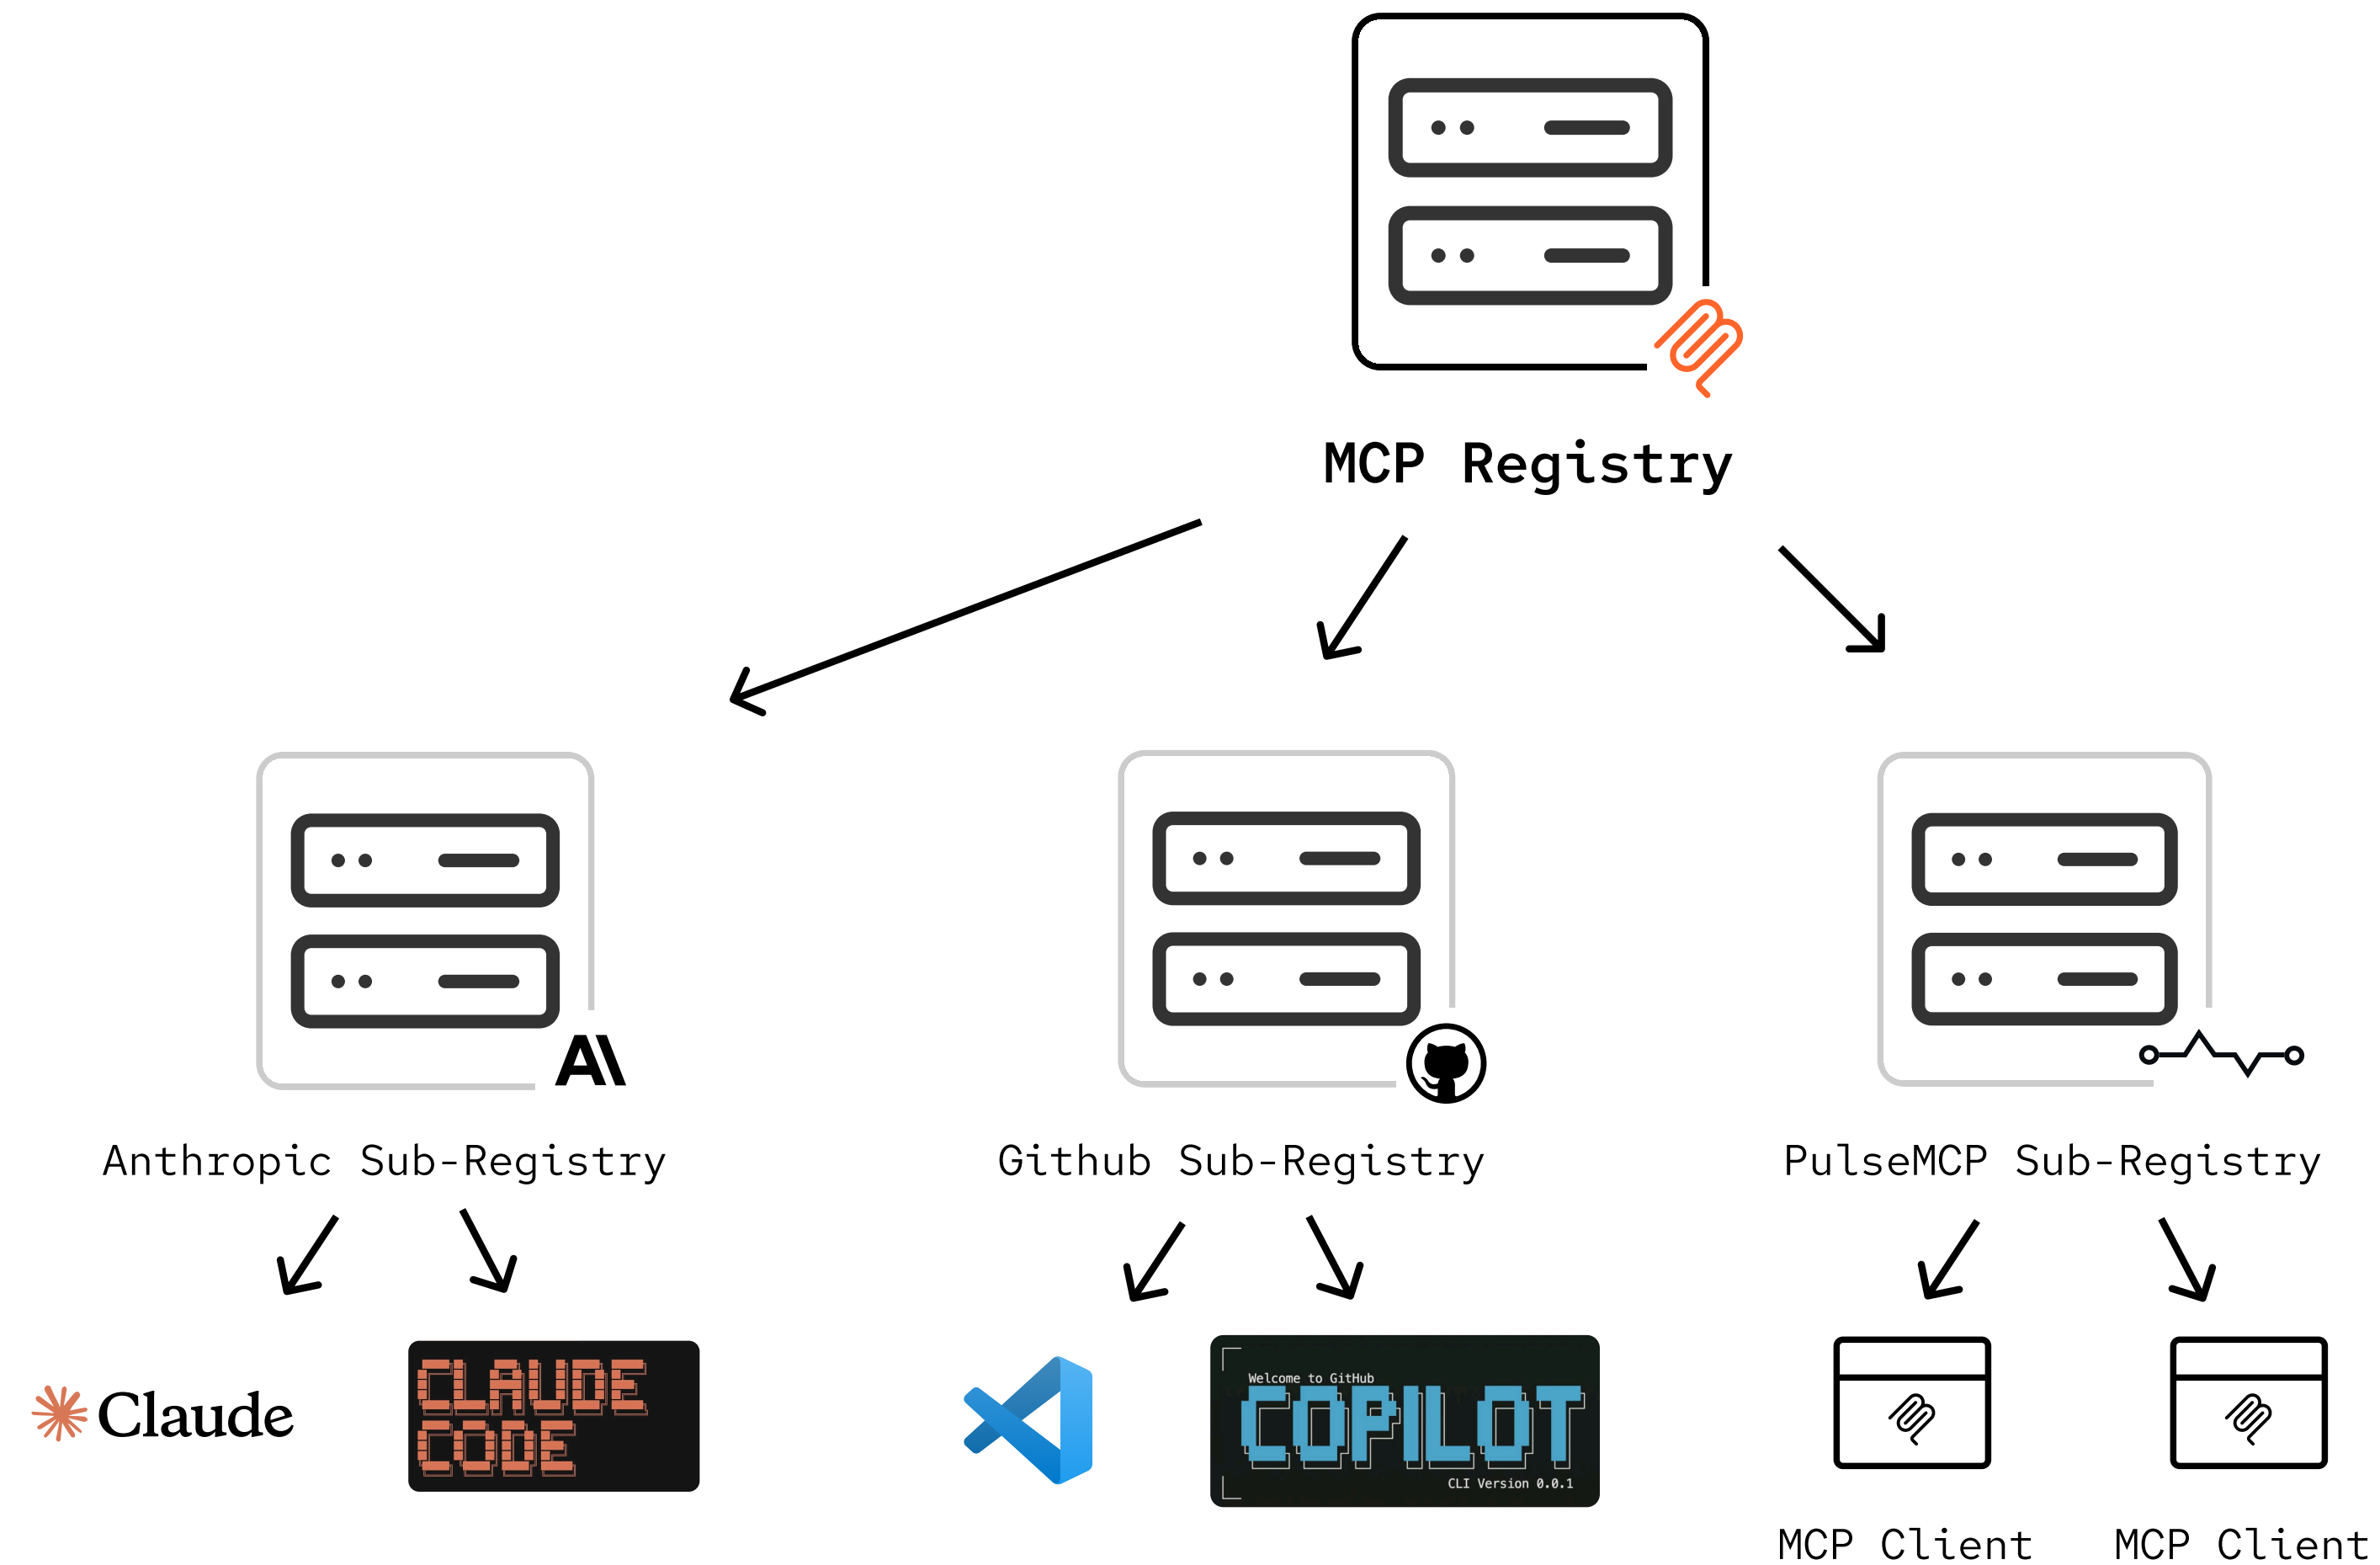 MCP Registry
Anthropic Sub-Registry
Github Sub-Registry
PulseMCP Sub-Registry
Claude
CLAUDE
CODE
Welcome to GitHub
COPILOT
CLI Version 0.0.1
MCP Client
MCP Client